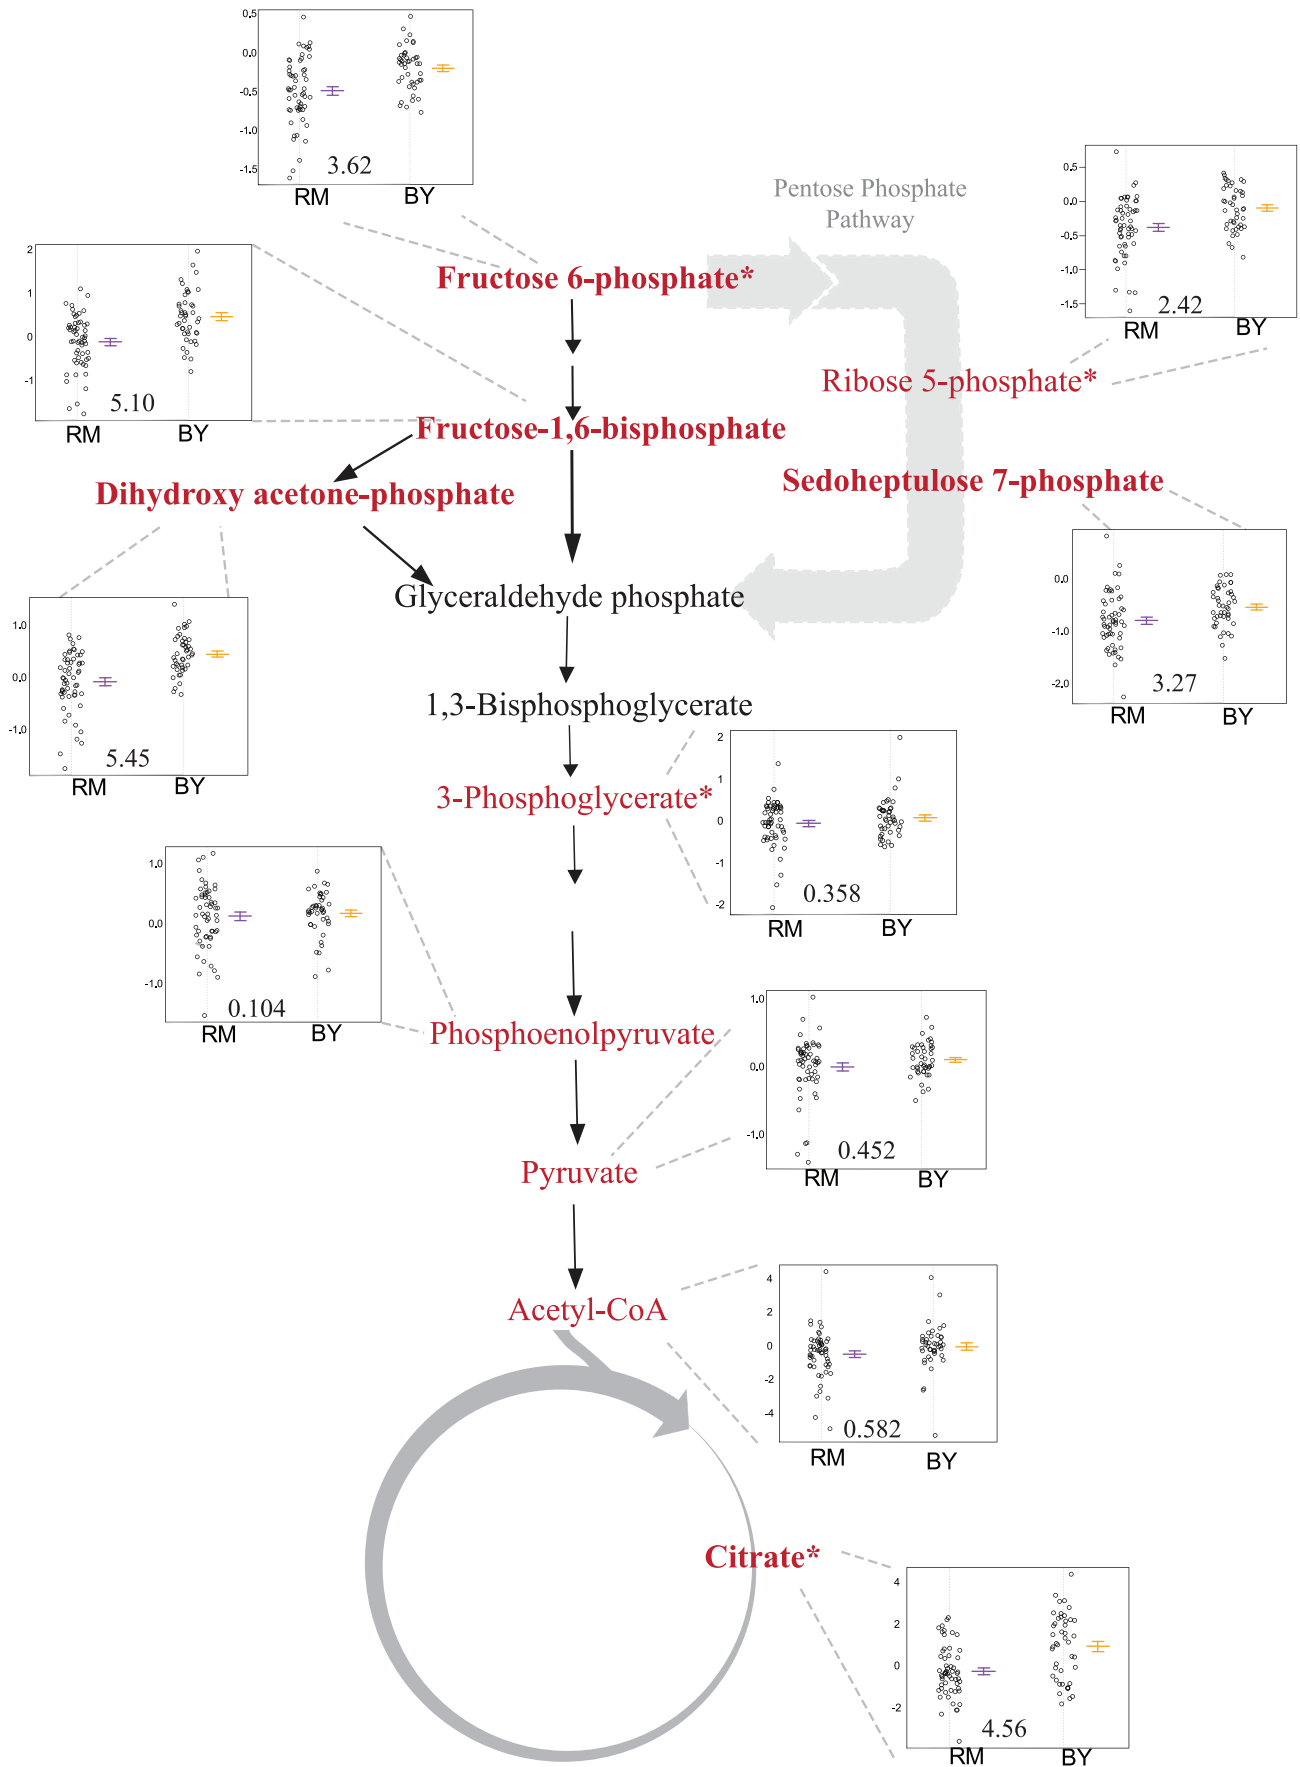 0.5
0.0
-0.5
-1.0
-1.5
3.62
RM BY
Pentose Phosphate
Pathway
0.5
0.0
-0.5
-1.0
-1.5
2.42
RM BY
Fructose 6-phosphate*
2
1
0
-1
5.10
RM BY
Ribose 5-phosphate*
Fructose-1,6-bisphosphate
Dihydroxy acetone-phosphate
Sedoheptulose 7-phosphate
0.0
-1.0
-2.0
3.27
RM BY
Glyceraldehyde phosphate
1.0
0.0
-1.0
5.45
RM BY
1,3-Bisphosphoglycerate
3-Phosphoglycerate*
2
1
0
-1
-2
0.358
RM BY
1.0
0.0
-1.0
0.104
RM BY
Phosphoenolpyruvate
1.0
0.0
-1.0
0.452
RM BY
Pyruvate
Acetyl-CoA
4
2
0
-2
-4
0.582
RM BY
Citrate*
4
2
0
-2
4.56
RM BY